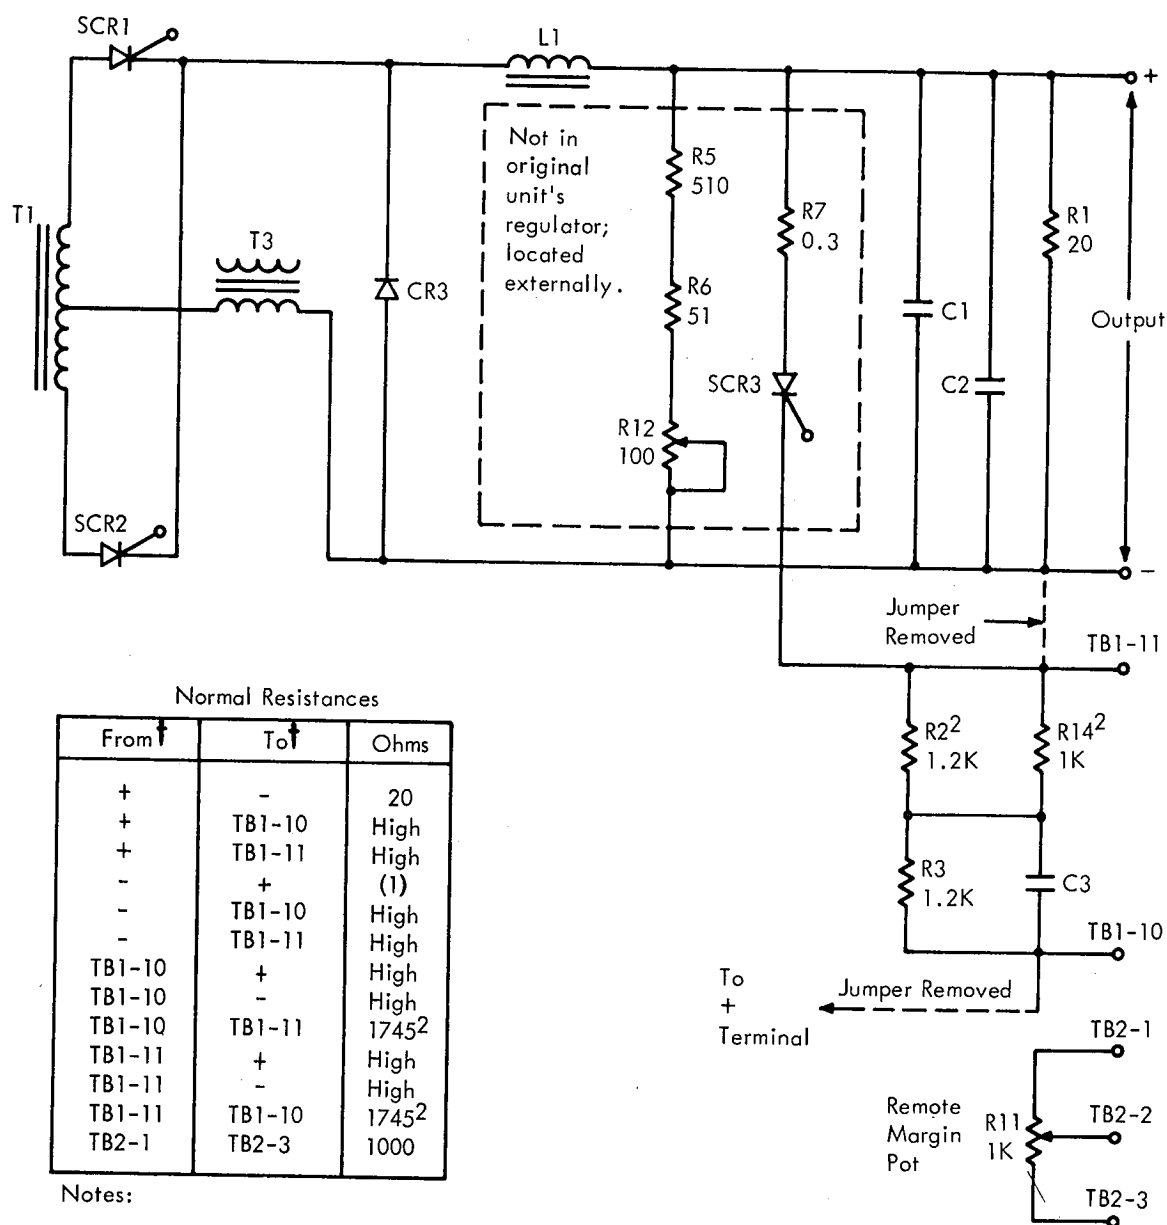 SCR1
L1
+
Not in
original
unit's
regulator;
located
externally.
R5
510
R7
0.3
R1
20
T1
T3
CR3
R6
51
C1
Output
SCR3
C2
R12
100
SCR2
-
Jumper
Removed
TB1-11
R2²
1.2K
R14²
1K
R3
1.2K
C3
TB1-10
To
+
Terminal
Jumper Removed
TB2-1
Remote
Margin
Pot
R11
1K
TB2-2
TB2-3
Normal Resistances
From† To† Ohms
+ - 20
+ TB1-10 High
+ TB1-11 High
- + (1)
- TB1-10 High
- TB1-11 High
TB1-10 + High
TB1-10 - High
TB1-10 TB1-11 1745²
TB1-11 + High
TB1-11 - High
TB1-11 TB1-10 1745²
TB2-1 TB2-3 1000
Notes: